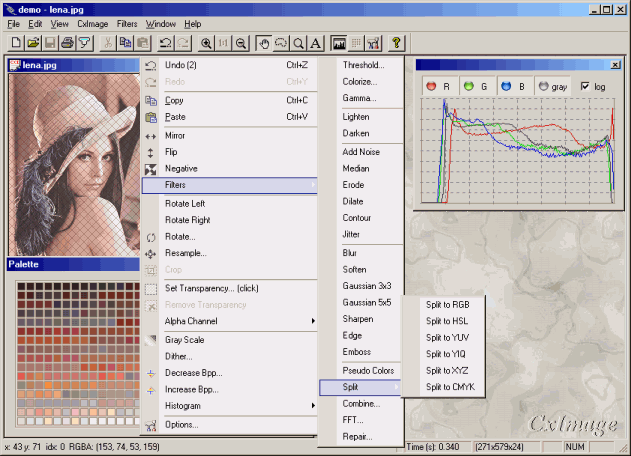 demo - lena.jpg
File Edit View CxImage Filters Window Help
1:1 A ?
lena.jpg
Undo (2) Ctrl+Z
Redo Ctrl+Y
Copy Ctrl+C
Paste Ctrl+V
Mirror
Flip
Negative
Filters
Rotate Left
Rotate Right
Rotate...
Resample...
Crop
Set Transparency... (click)
Remove Transparency
Alpha Channel
Gray Scale
Dither...
Decrease Bpp...
Increase Bpp...
Histogram
Options...
Threshold...
Colorize...
Gamma...
Lighten
Darken
Add Noise
Median
Erode
Dilate
Contour
Jitter
Blur
Soften
Gaussian 3x3
Gaussian 5x5
Sharpen
Edge
Emboss
Pseudo Colors
Split
Combine...
FFT...
Repair...
Split to RGB
Split to HSL
Split to YUV
Split to YIQ
Split to XYZ
Split to CMYK
R G B gray log
Palette
CxImage
x: 43 y: 71 idx: 0 RGBA: (153, 74, 53, 159)
Time (s): 0.340 (271x579x24) NUM